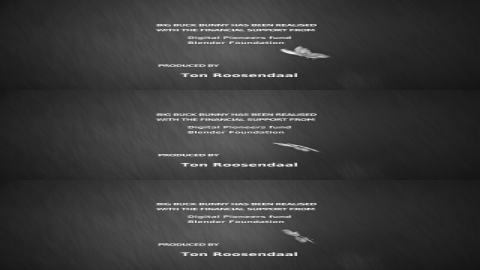 BIG BUCK BUNNY HAS BEEN REALISED
WITH THE FINANCIAL SUPPORT FROM
Digital Pioneers fund
Blender Foundation
PRODUCED BY
Ton Roosendaal
BIG BUCK BUNNY HAS BEEN REALISED
WITH THE FINANCIAL SUPPORT FROM
Digital Pioneers fund
Blender Foundation
PRODUCED BY
Ton Roosendaal
BIG BUCK BUNNY HAS BEEN REALISED
WITH THE FINANCIAL SUPPORT FROM
Digital Pioneers fund
Blender Foundation
PRODUCED BY
Ton Roosendaal